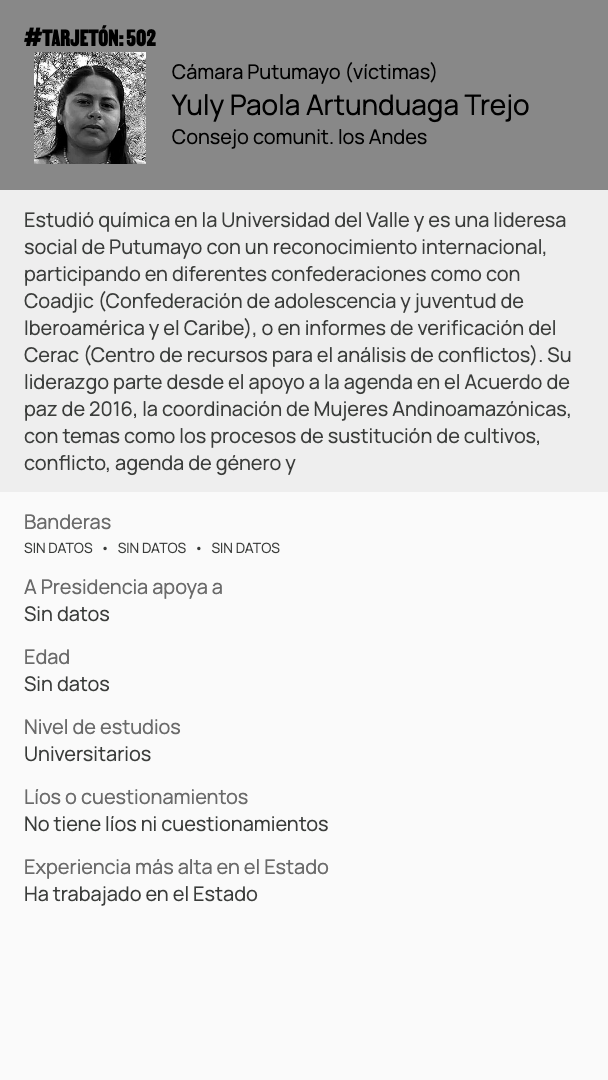 #TARJETÓN: 502
Cámara Putumayo (víctimas)
Yuly Paola Artunduaga Trejo
Consejo comunit. los Andes
Estudió química en la Universidad del Valle y es una lideresa
social de Putumayo con un reconocimiento internacional,
participando en diferentes confederaciones como con
Coadjic (Confederación de adolescencia y juventud de
Iberoamérica y el Caribe), o en informes de verificación del
Cerac (Centro de recursos para el análisis de conflictos). Su
liderazgo parte desde el apoyo a la agenda en el Acuerdo de
paz de 2016, la coordinación de Mujeres Andinoamazónicas,
con temas como los procesos de sustitución de cultivos,
conflicto, agenda de género y
Banderas
SIN DATOS • SIN DATOS • SIN DATOS
A Presidencia apoya a
Sin datos
Edad
Sin datos
Nivel de estudios
Universitarios
Líos o cuestionamientos
No tiene líos ni cuestionamientos
Experiencia más alta en el Estado
Ha trabajado en el Estado